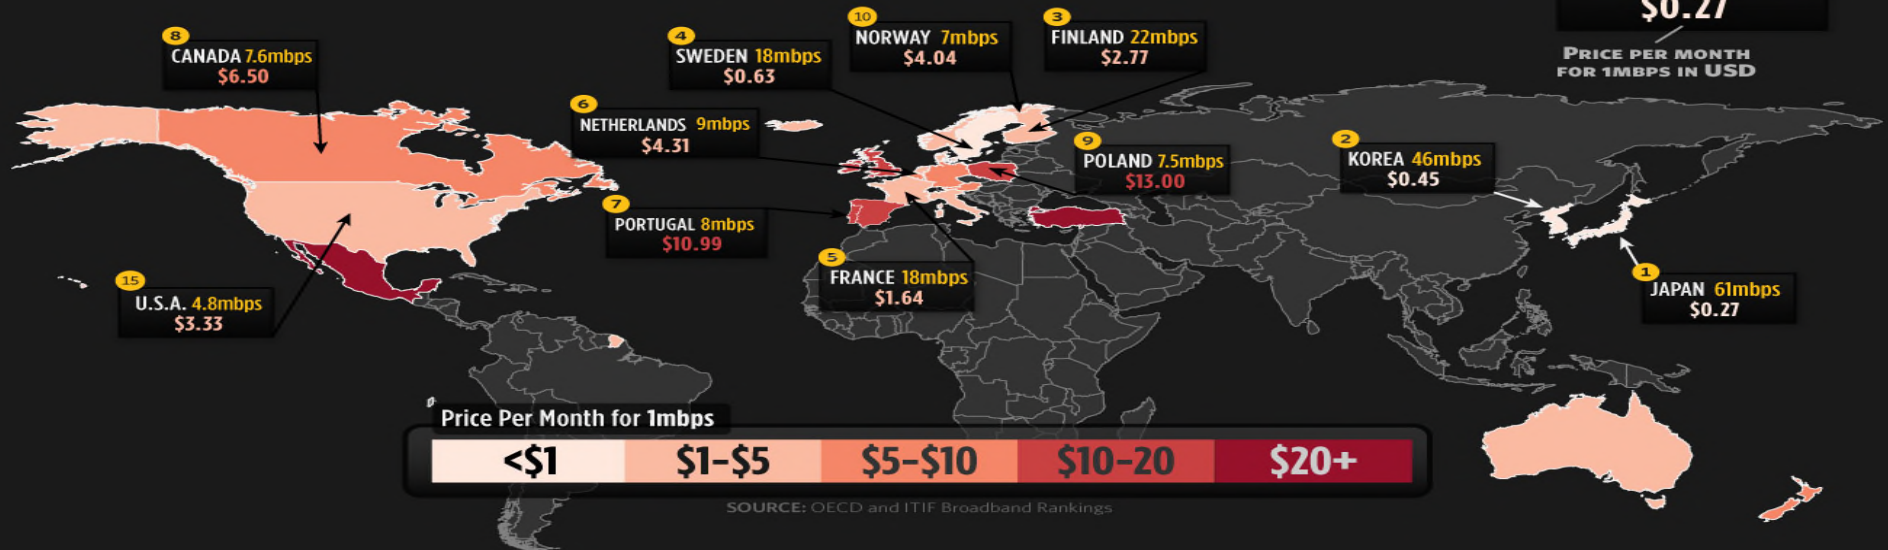 $0.27
PRICE PER MONTH
FOR 1MBPS IN USD
8
CANADA 7.6mbps
$6.50
4
SWEDEN 18mbps
$0.63
10
NORWAY 7mbps
$4.04
3
FINLAND 22mbps
$2.77
6
NETHERLANDS 9mbps
$4.31
9
POLAND 7.5mbps
$13.00
2
KOREA 46mbps
$0.45
7
PORTUGAL 8mbps
$10.99
5
FRANCE 18mbps
$1.64
15
U.S.A. 4.8mbps
$3.33
1
JAPAN 61mbps
$0.27
Price Per Month for 1mbps
<$1 $1-$5 $5-$10 $10-20 $20+
SOURCE: OECD and ITIF Broadband Rankings